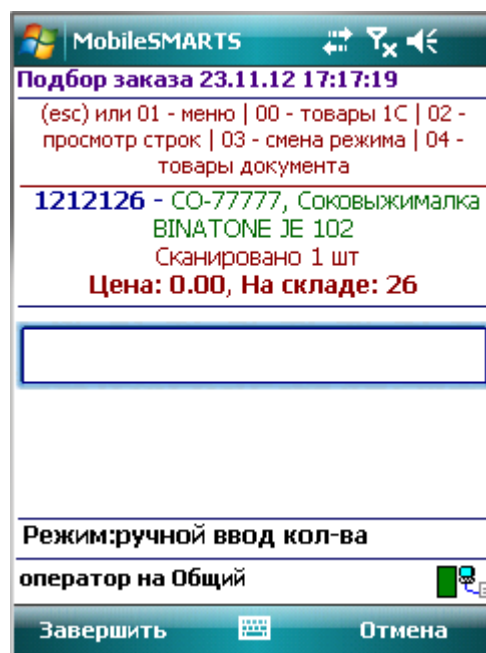 MobileSMARTS
Подбор заказа 23.11.12 17:17:19
(esc) или 01 - меню | 00 - товары 1С | 02 -
просмотр строк | 03 - смена режима | 04 -
товары документа
1212126 - СО-77777, Соковыжималка
BINATONE JE 102
Сканировано 1 шт
Цена: 0.00, На складе: 26
Режим:ручной ввод кол-ва
оператор на Общий
Завершить Отмена